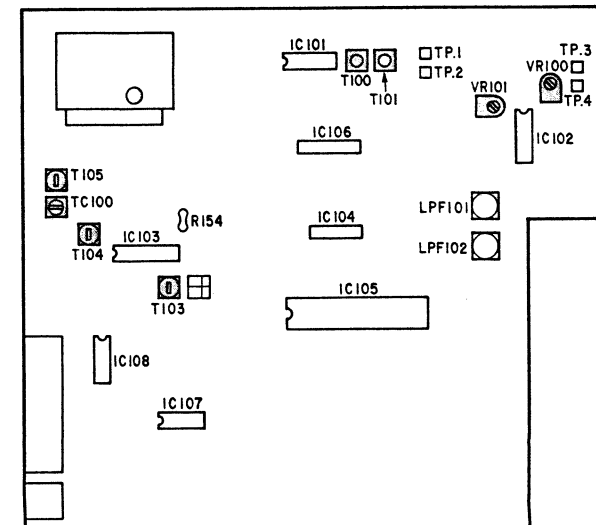 IC101
T100
T101
TP.1
TP.2
TP.3
VR100
VR101
TP.4
IC102
IC106
T105
TC100
R154
LPF101
T104
IC103
IC104
LPF102
T103
IC105
IC108
IC107